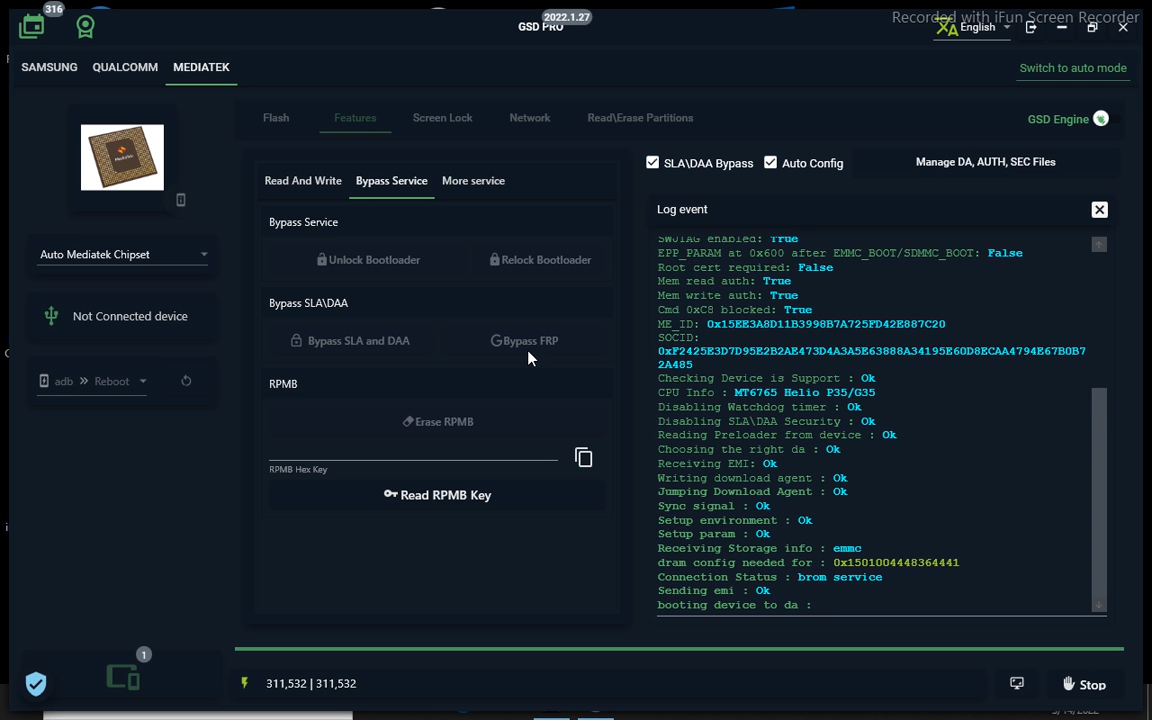 316
2022.1.27
GSD PRO
Recorded with iFun Screen Recorder
English
SAMSUNG
QUALCOMM
MEDIATEK
Switch to auto mode
Flash
Features
Screen Lock
Network
Read\Erase Partitions
GSD Engine
MEDIATEK
Read And Write
Bypass Service
More service
SLA\DAA Bypass
Auto Config
Manage DA, AUTH, SEC Files
Log event
Auto Mediatek Chipset
Not Connected device
adb » Reboot
Bypass Service
Unlock Bootloader
Relock Bootloader
Bypass SLA\DAA
Bypass SLA and DAA
GBypass FRP
RPMB
Erase RPMB
RPMB Hex Key
Read RPMB Key
SWJTAG enabled: True
EPP_PARAM at 0x600 after EMMC_BOOT/SDMMC_BOOT: False
Root cert required: False
Mem read auth: True
Mem write auth: True
Cmd 0xC8 blocked: True
ME_ID: 0x15EE3A8D11B3998B7A725FD42E887C20
SOCID:
0xF2425E3D7D95E2B2AE473D4A3A5E63888A34195E60D8ECAA4794E67B0B7
2A485
Checking Device is Support : Ok
CPU Info : MT6765 Helio P35/G35
Disabling Watchdog timer : Ok
Disabling SLA\DAA Security : Ok
Reading Preloader from device : Ok
Choosing the right da : Ok
Receiving EMI: Ok
Writing download agent : Ok
Jumping Download Agent : Ok
Sync signal : Ok
Setup environment : Ok
Setup param : Ok
Receiving Storage info : emmc
dram config needed for : 0x1501004448364441
Connection Status : brom service
Sending emi : Ok
booting device to da :
1
311,532 | 311,532
Stop